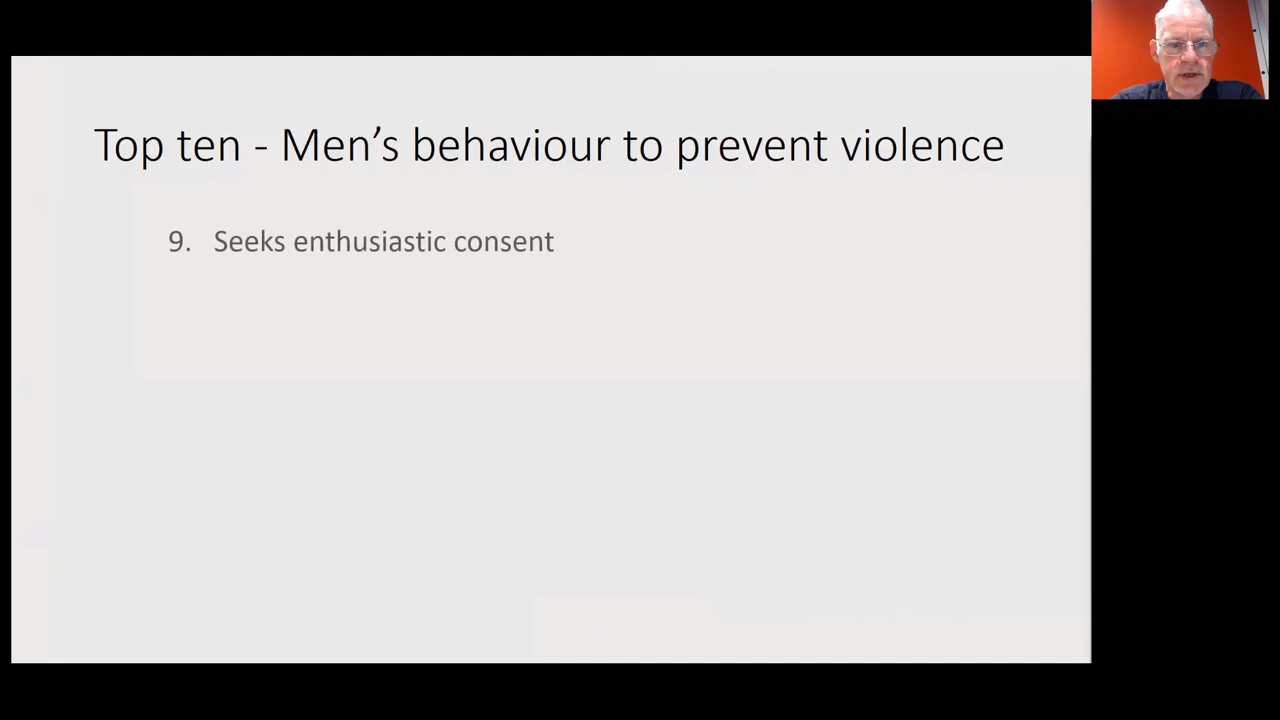 Top ten - Men’s behaviour to prevent violence
9. Seeks enthusiastic consent